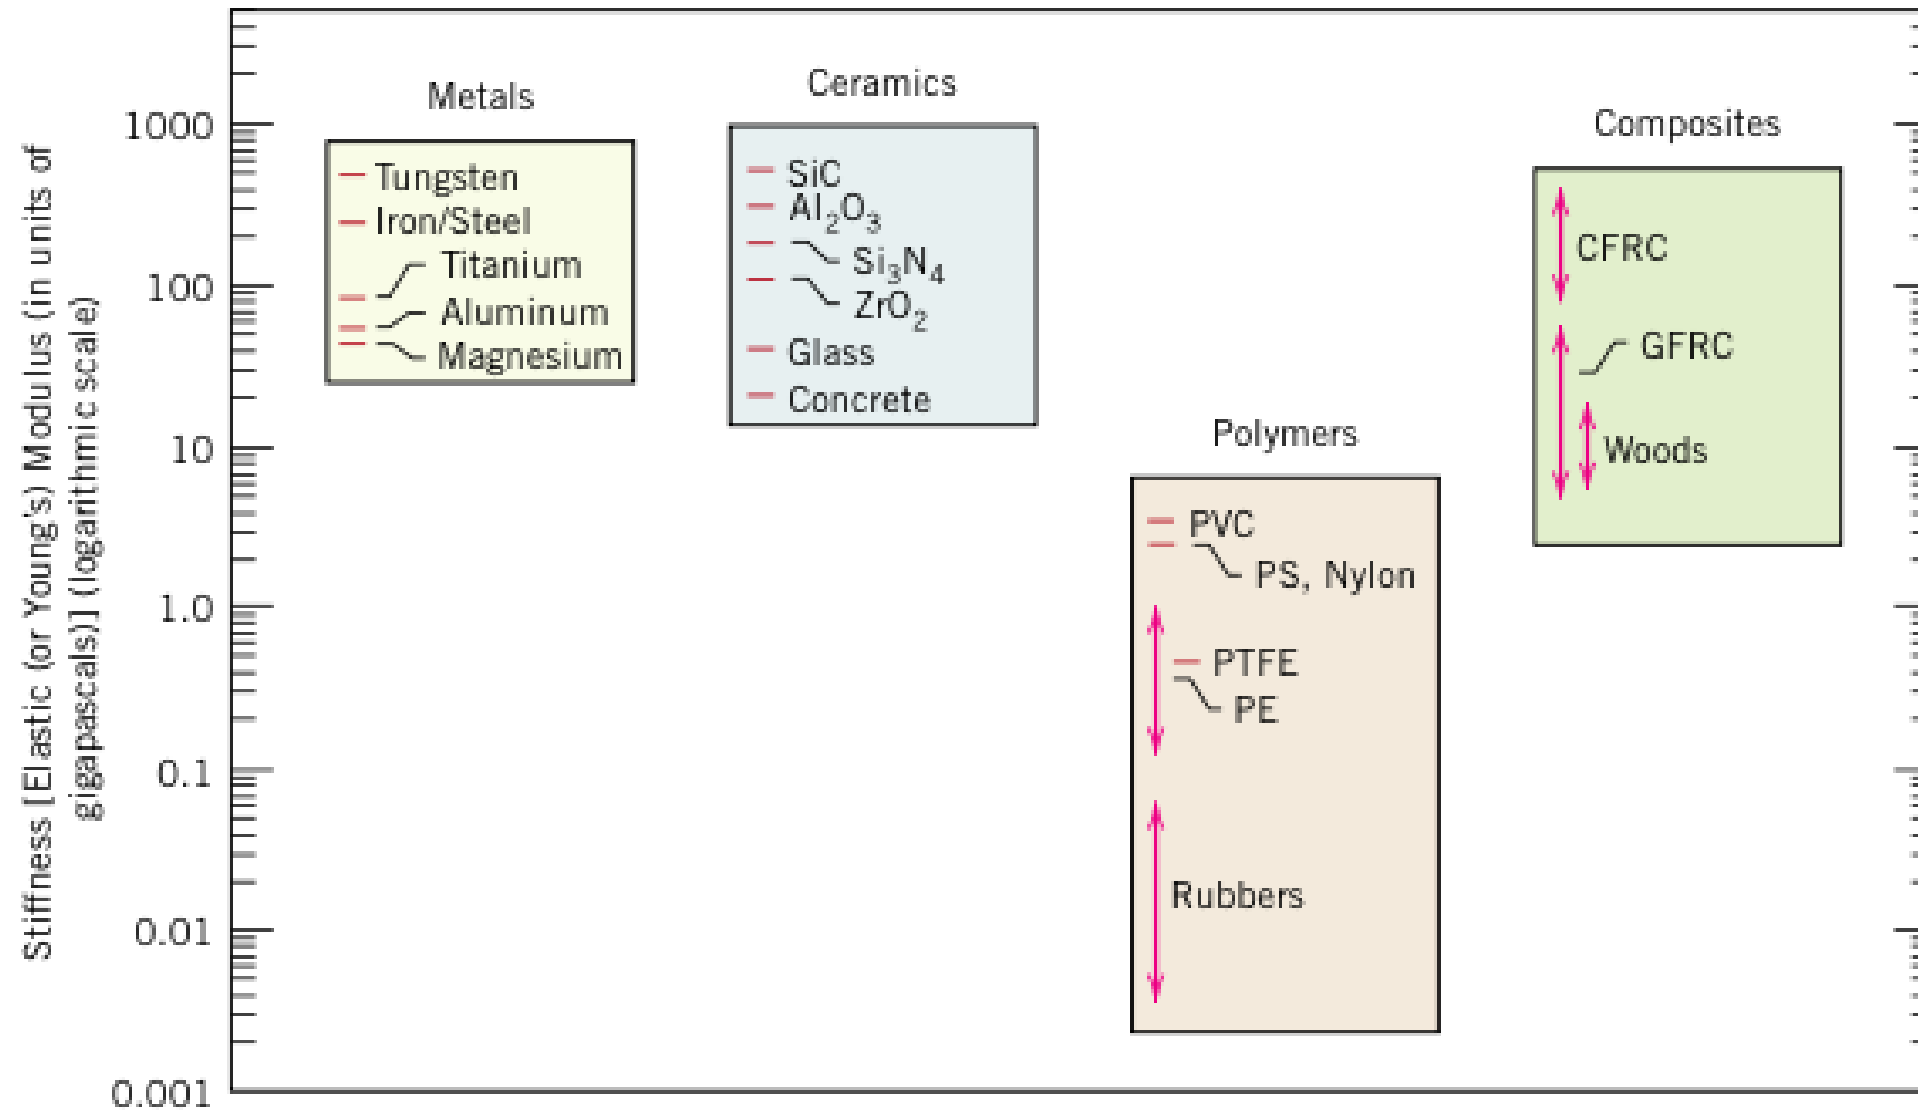 Stiffness [Elastic (or Young's) Modulus (in units of
gigapascals)] (logarithmic scale)
1000
100
10
1.0
0.1
0.01
0.001
Metals
Tungsten
Iron/Steel
Titanium
Aluminum
Magnesium
Ceramics
SiC
Al₂O₃
Si₃N₄
ZrO₂
Glass
Concrete
Polymers
PVC
PS, Nylon
PTFE
PE
Rubbers
Composites
CFRC
GFRC
Woods